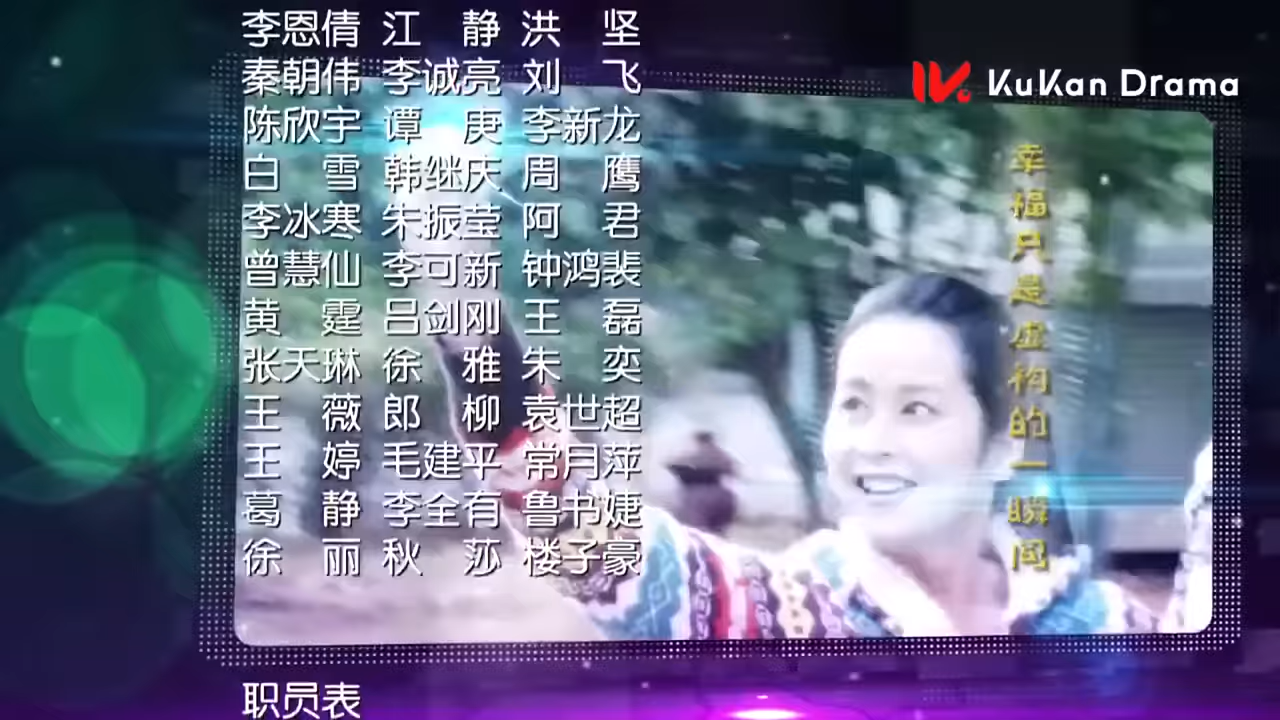 李恩倩 江 静 洪 坚
秦朝伟 李诚亮 刘 飞
KuKan Drama
陈欣宇 谭 庚 李新龙
白 雪 韩继庆 周 鹰
李冰寒 朱振莹 阿 君
曾慧仙 李可新 钟鸿裴
黄 霆 吕剑刚 王 磊
张天琳 徐 雅 朱 奕
王 薇 郎 柳 袁世超
王 婷 毛建平 常月萍
葛 静 李全有 鲁书婕
徐 丽 秋 莎 楼子豪
幸福只是虚构的一瞬间
职员表